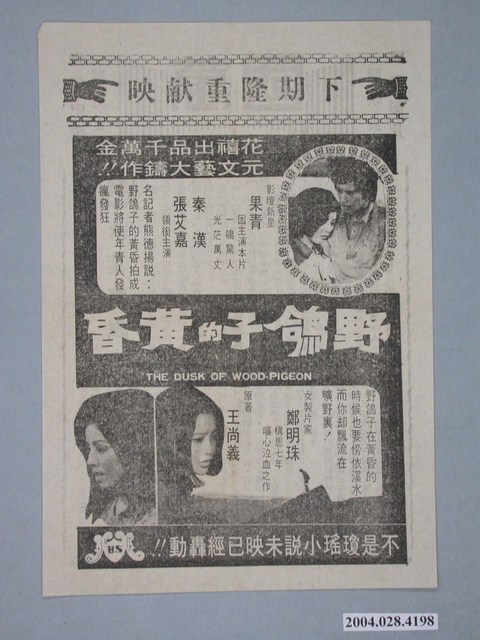 下期隆重献映
花禧出品千萬金
元文藝大鑄作!!
影壇新星
果青
因主演本片
一鳴驚人
光芒萬丈
秦漢
張艾嘉
領銜主演
名記者熊德揚説：
野鴿子的黃昏拍成
電影將使年青人發
瘋發狂
野鴿子的黃昏
THE DUSK OF WOOD-PIGEON
野鴿子在黃昏的
時候也要傍依溪水
而你却飄流在
曠野裏！
女製片家
鄭明珠
構思七年
嘔心泣血之作
原著
王尚義
不是瓊瑤小説未映已經轟動!!
H.S
2004.028.4198